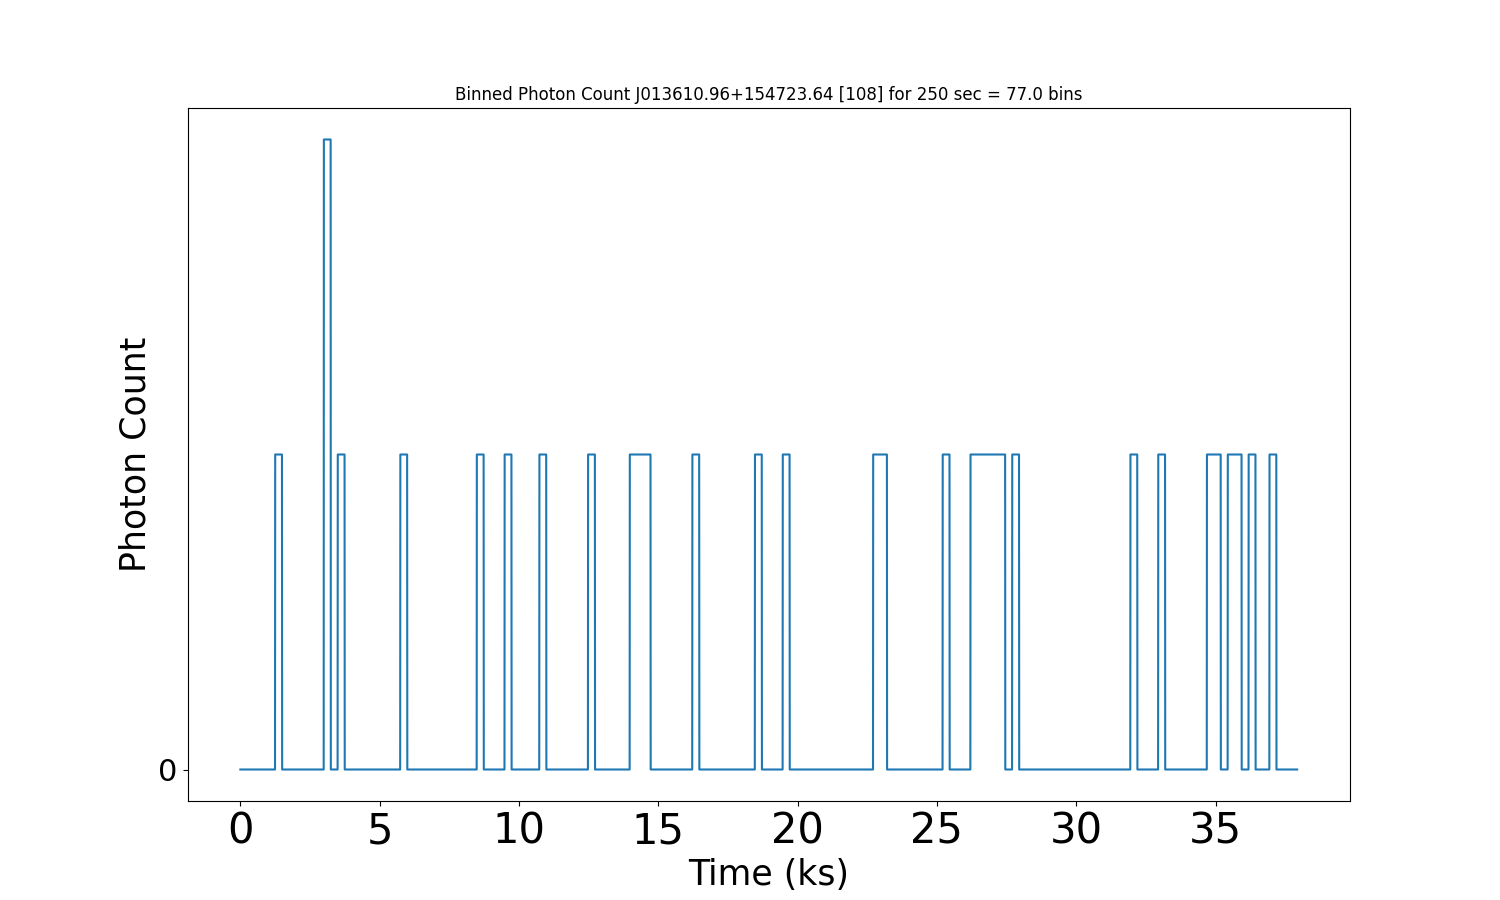 Binned Photon Count J013610.96+154723.64 [108] for 250 sec = 77.0 bins
Photon Count
0
0 5 10 15 20 25 30 35
Time (ks)